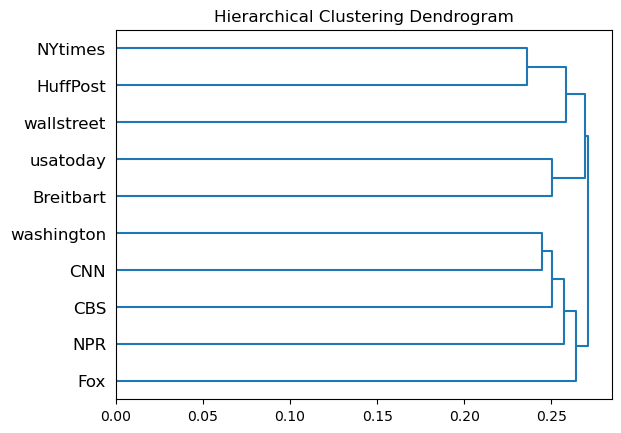 Hierarchical Clustering Dendrogram
NYtimes
HuffPost
wallstreet
usatoday
Breitbart
washington
CNN
CBS
NPR
Fox
0.00 0.05 0.10 0.15 0.20 0.25